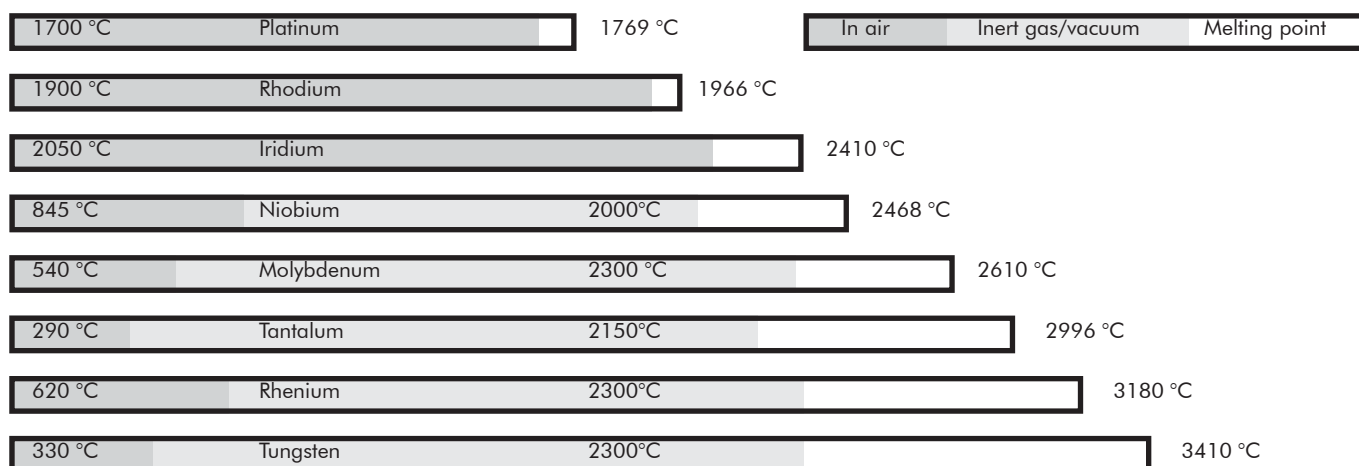 1700 °C Platinum 1769 °C In air Inert gas/vacuum Melting point
1900 °C Rhodium 1966 °C
2050 °C Iridium 2410 °C
845 °C Niobium 2000°C 2468 °C
540 °C Molybdenum 2300 °C 2610 °C
290 °C Tantalum 2150°C 2996 °C
620 °C Rhenium 2300°C 3180 °C
330 °C Tungsten 2300°C 3410 °C